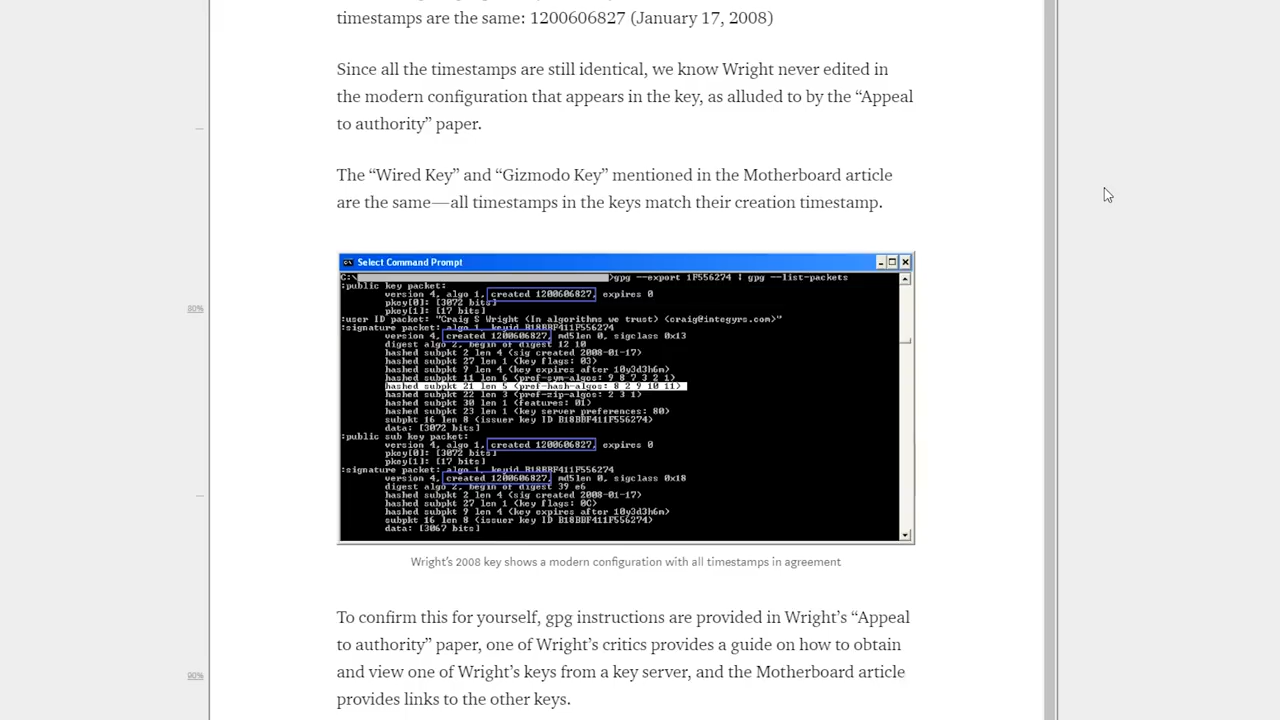 timestamps are the same: 1200606827 (January 17, 2008)
Since all the timestamps are still identical, we know Wright never edited in
the modern configuration that appears in the key, as alluded to by the “Appeal
to authority” paper.
The “Wired Key” and “Gizmodo Key” mentioned in the Motherboard article
are the same—all timestamps in the keys match their creation timestamp.
Select Command Prompt
C:\ >gpg --export 1F556274 | gpg --list-packets
:public key packet:
version 4, algo 1, created 1200606827, expires 0
pkey[0]: [3072 bits]
pkey[1]: [17 bits]
:user ID packet: "Craig S Wright (In algorithms we trust) <craig@integyrs.com>"
:signature packet: algo 1, keyid B18BBF411F556274
version 4, created 1200606827, md5len 0, sigclass 0x13
digest algo 2, begin of digest 12 10
hashed subpkt 2 len 4 (sig created 2008-01-17)
hashed subpkt 27 len 1 (key flags: 03)
hashed subpkt 9 len 4 (key expires after 10y3d3h6m)
hashed subpkt 11 len 6 (pref-sym-algos: 9 8 7 3 2 1)
hashed subpkt 21 len 5 (pref-hash-algos: 8 2 9 10 11)
hashed subpkt 22 len 3 (pref-zip-algos: 2 3 1)
hashed subpkt 30 len 1 (features: 01)
hashed subpkt 23 len 1 (key server preferences: 80)
subpkt 16 len 8 (issuer key ID B18BBF411F556274)
data: [3072 bits]
:public sub key packet:
version 4, algo 1, created 1200606827, expires 0
pkey[0]: [3072 bits]
pkey[1]: [17 bits]
:signature packet: algo 1, keyid B18BBF411F556274
version 4, created 1200606827, md5len 0, sigclass 0x18
digest algo 2, begin of digest 39 e6
hashed subpkt 2 len 4 (sig created 2008-01-17)
hashed subpkt 27 len 1 (key flags: 0C)
hashed subpkt 9 len 4 (key expires after 10y3d3h6m)
subpkt 16 len 8 (issuer key ID B18BBF411F556274)
data: [3067 bits]
80%
Wright’s 2008 key shows a modern configuration with all timestamps in agreement
To confirm this for yourself, gpg instructions are provided in Wright’s “Appeal
to authority” paper, one of Wright’s critics provides a guide on how to obtain
and view one of Wright’s keys from a key server, and the Motherboard article
90%
provides links to the other keys.